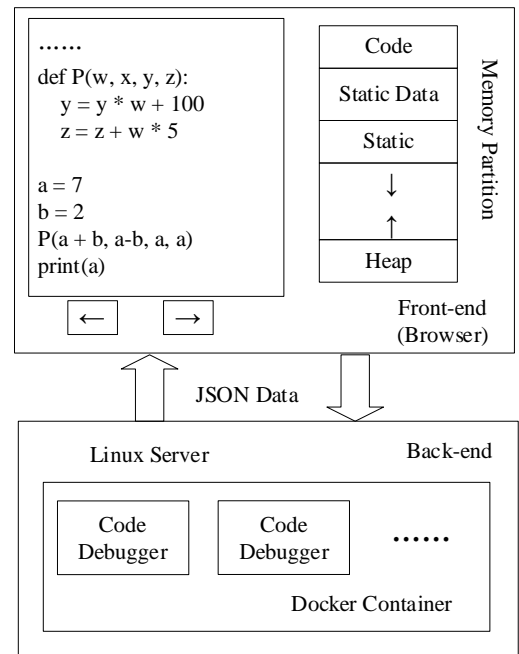 ......
def P(w, x, y, z):
y = y * w + 100
z = z + w * 5
a = 7
b = 2
P(a + b, a-b, a, a)
print(a)
← →
Code
Static Data
Static
↓
↑
Heap
Memory Partition
Front-end
(Browser)
JSON Data
Linux Server
Back-end
Code
Debugger
Code
Debugger
......
Docker Container